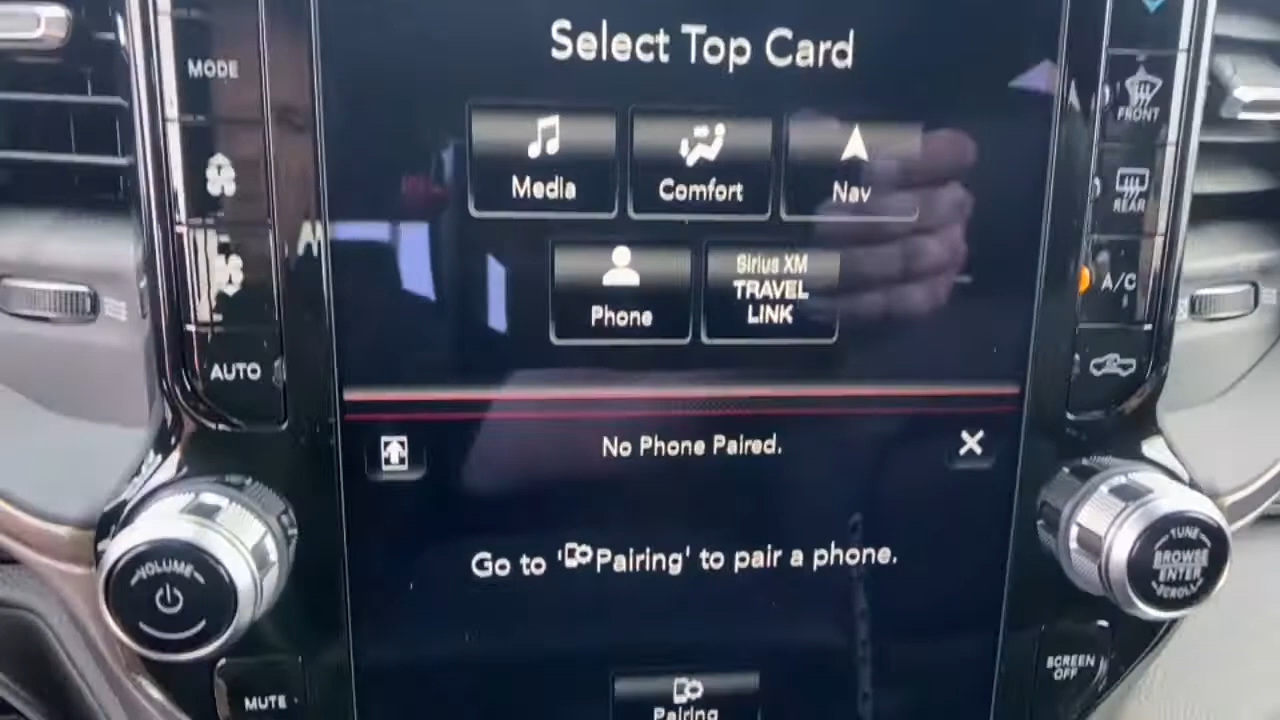 Select Top Card
MODE
FRONT
Media
Comfort
Nav
REAR
Sirius XM
TRAVEL
LINK
A/C
Phone
AUTO
No Phone Paired.
Go to 'Pairing' to pair a phone.
VOLUME
TUNE
BROWSE
ENTER
SCROLL
SCREEN
OFF
MUTE
Pairing